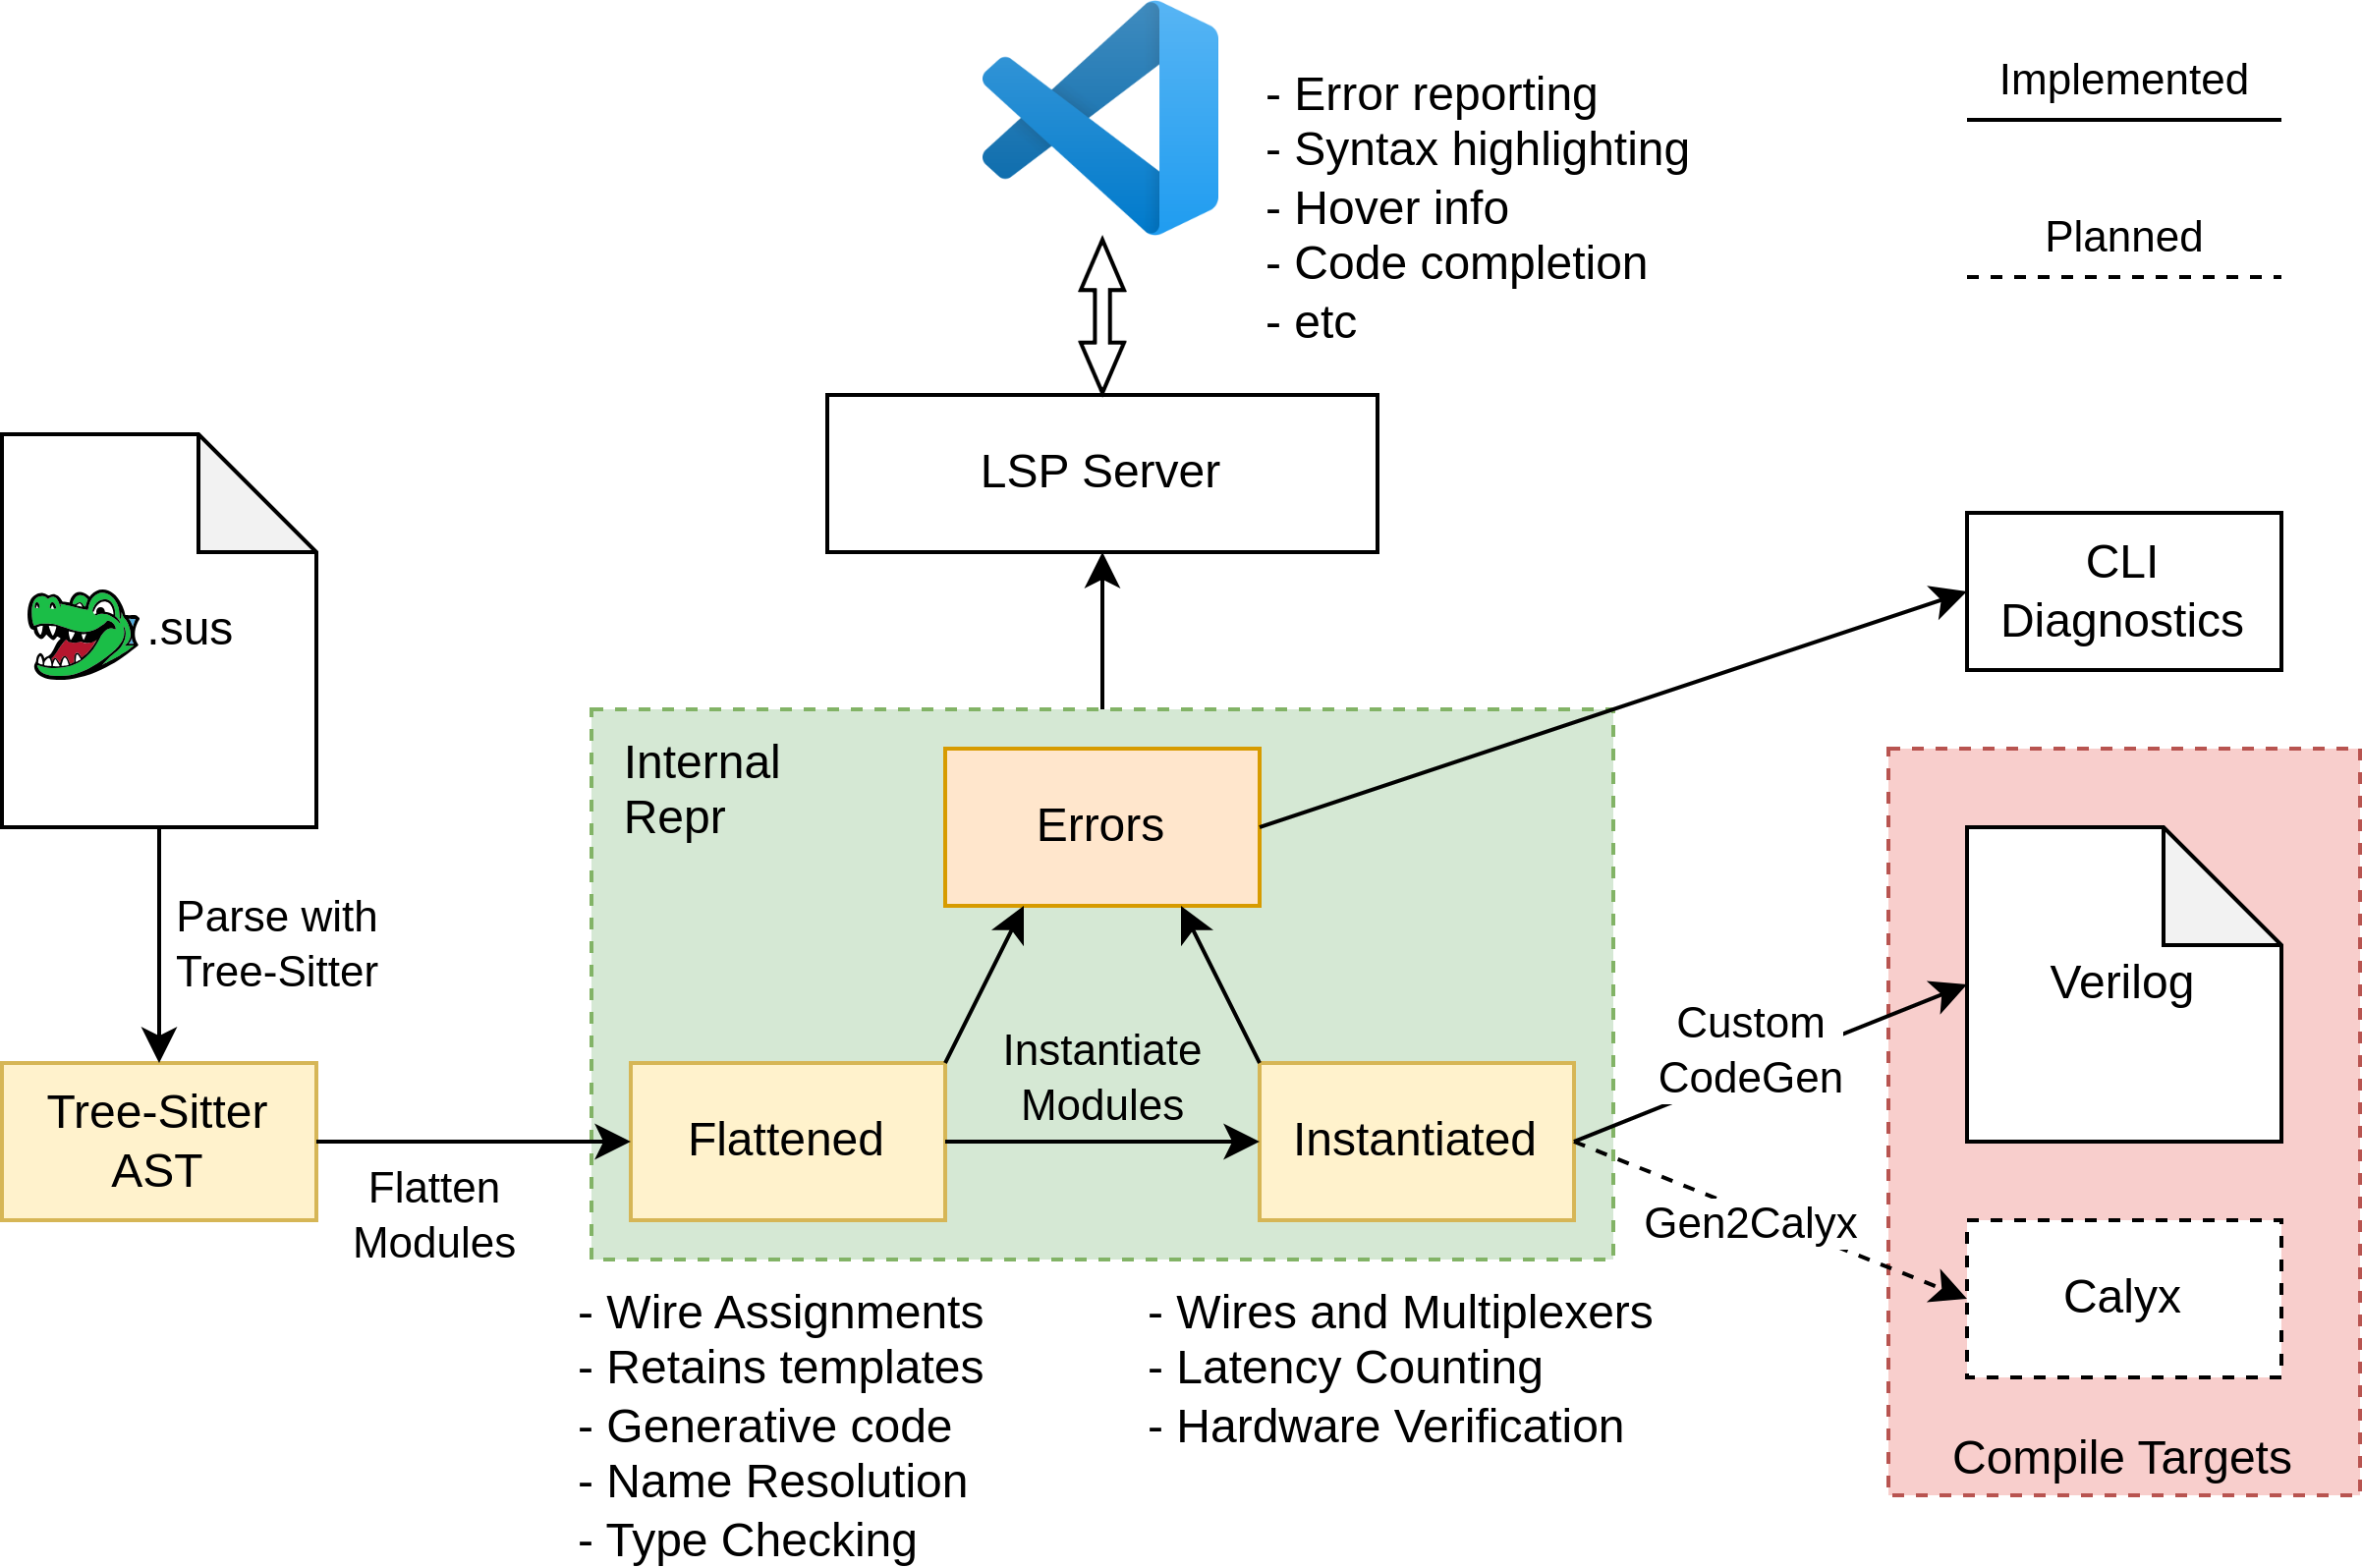 - Error reporting
- Syntax highlighting
- Hover info
- Code completion
- etc
Implemented
Planned
LSP Server
.sus
CLI
Diagnostics
Internal
Repr
Errors
Parse with
Tree-Sitter
Tree-Sitter
AST
Flatten
Modules
Flattened
Instantiate
Modules
Instantiated
Custom
CodeGen
Gen2Calyx
Verilog
Calyx
Compile Targets
- Wire Assignments
- Retains templates
- Generative code
- Name Resolution
- Type Checking
- Wires and Multiplexers
- Latency Counting
- Hardware Verification